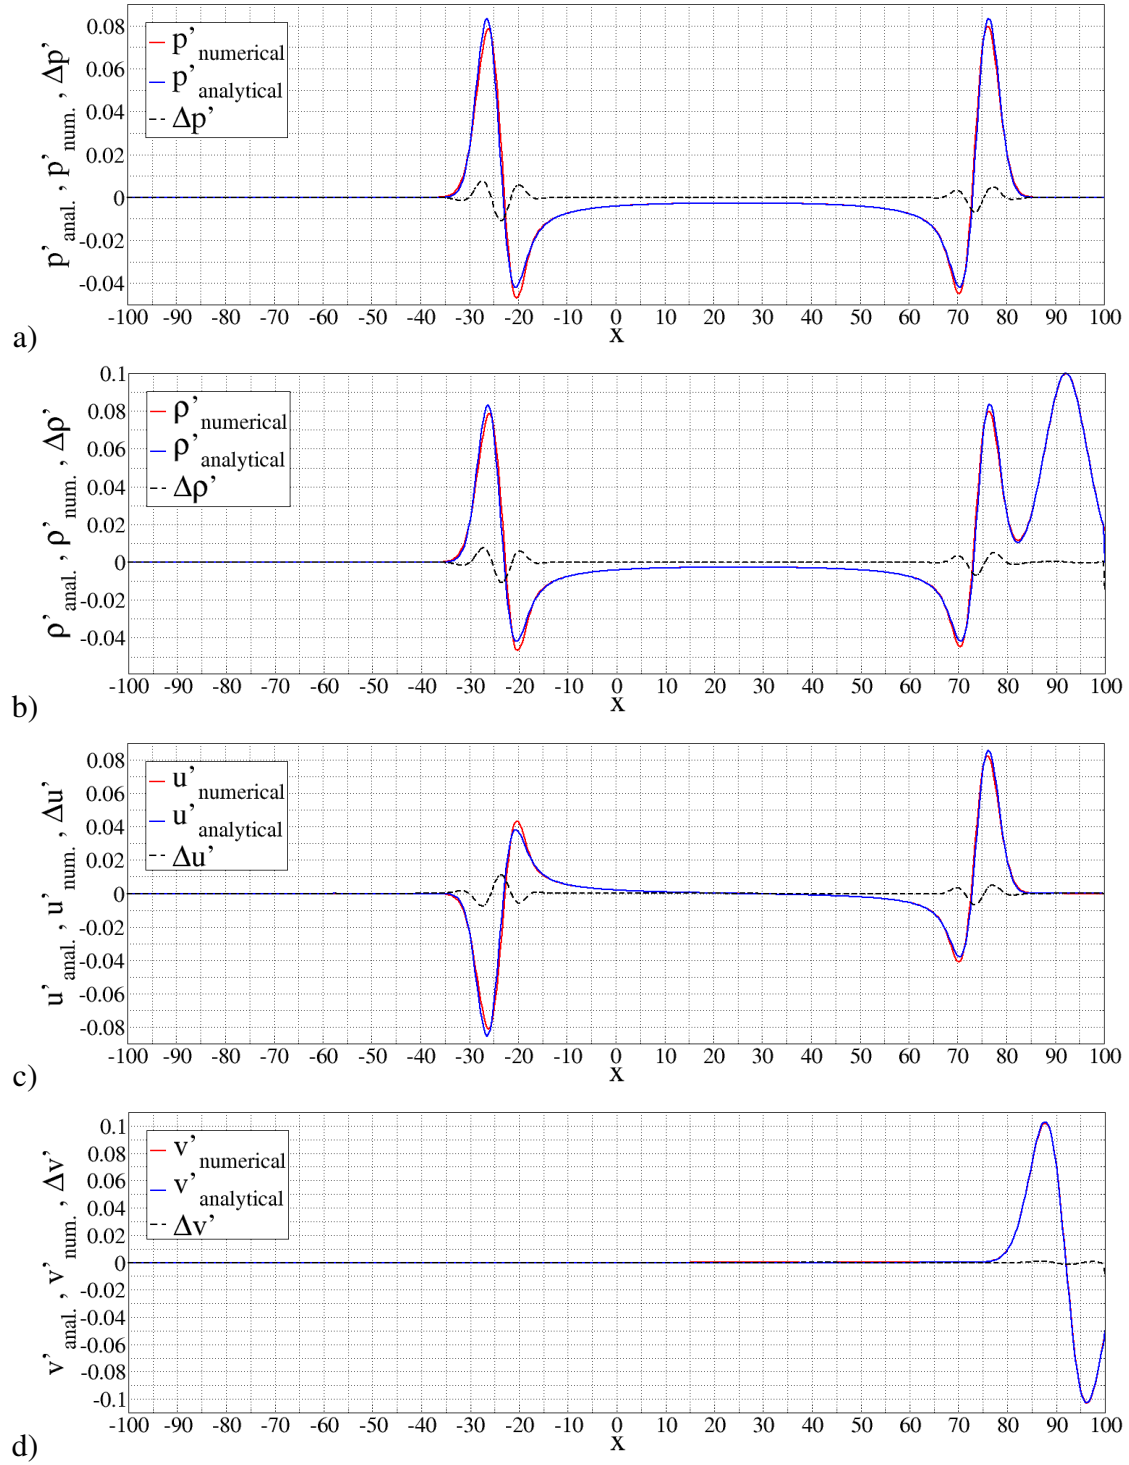 p'anal. , p'num. , Δp'
0.08
0.06
0.04
0.02
0
-0.02
-0.04
p'numerical
p'analytical
Δp'
-100 -90 -80 -70 -60 -50 -40 -30 -20 -10 0 10 20 30 40 50 60 70 80 90 100
x
a)
ρ'anal. , ρ'num. , Δρ'
0.1
0.08
0.06
0.04
0.02
0
-0.02
-0.04
ρ'numerical
ρ'analytical
Δρ'
-100 -90 -80 -70 -60 -50 -40 -30 -20 -10 0 10 20 30 40 50 60 70 80 90 100
x
b)
u'anal. , u'num. , Δu'
0.08
0.06
0.04
0.02
0
-0.02
-0.04
-0.06
-0.08
u'numerical
u'analytical
Δu'
-100 -90 -80 -70 -60 -50 -40 -30 -20 -10 0 10 20 30 40 50 60 70 80 90 100
x
c)
v'anal. , v'num. , Δv'
0.1
0.08
0.06
0.04
0.02
0
-0.02
-0.04
-0.06
-0.08
-0.1
v'numerical
v'analytical
Δv'
-100 -90 -80 -70 -60 -50 -40 -30 -20 -10 0 10 20 30 40 50 60 70 80 90 100
x
d)